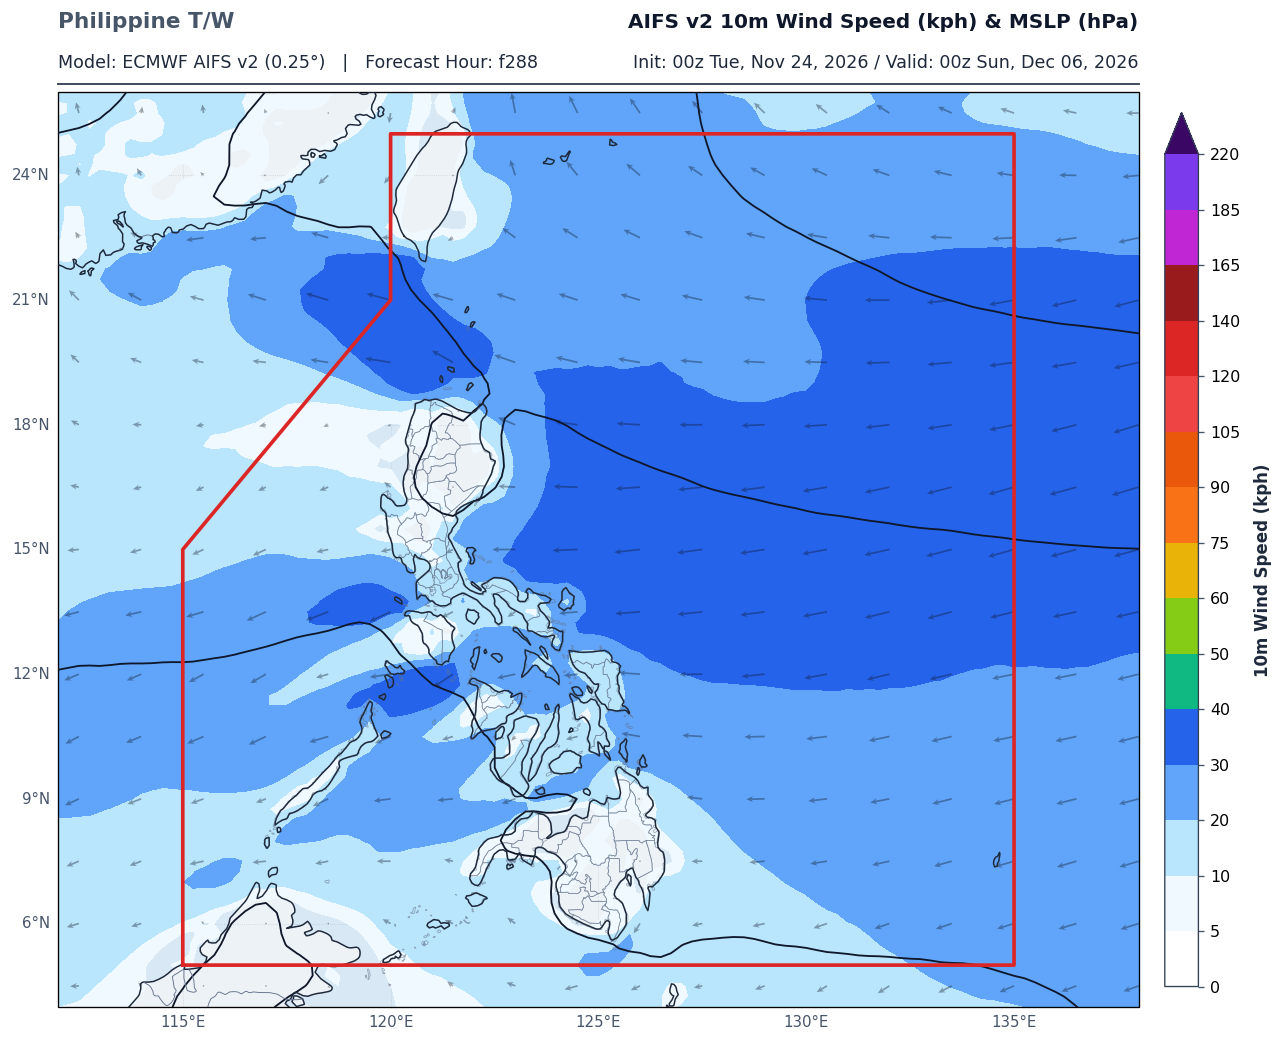 Philippine T/W
AIFS v2 10m Wind Speed (kph) & MSLP (hPa)
Model: ECMWF AIFS v2 (0.25°) | Forecast Hour: f288
Init: 00z Tue, Nov 24, 2026 / Valid: 00z Sun, Dec 06, 2026
24°N
21°N
18°N
15°N
12°N
9°N
6°N
115°E
120°E
125°E
130°E
135°E
220
185
165
140
120
105
90
75
60
50
40
30
20
10
5
0
10m Wind Speed (kph)